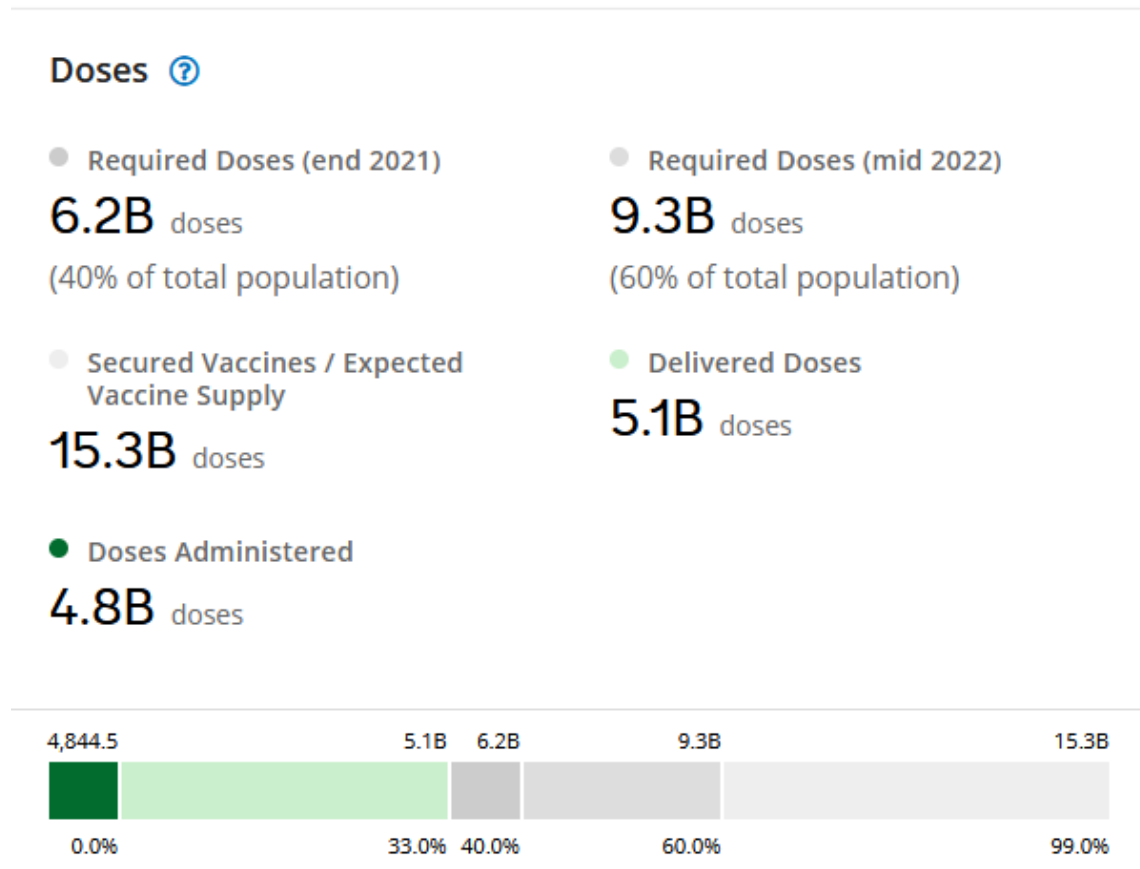 Doses ?
Required Doses (end 2021)
6.2B doses
(40% of total population)
Required Doses (mid 2022)
9.3B doses
(60% of total population)
Secured Vaccines / Expected
Vaccine Supply
15.3B doses
Delivered Doses
5.1B doses
Doses Administered
4.8B doses
4,844.5 5.1B 6.2B 9.3B 15.3B
0.0% 33.0% 40.0% 60.0% 99.0%